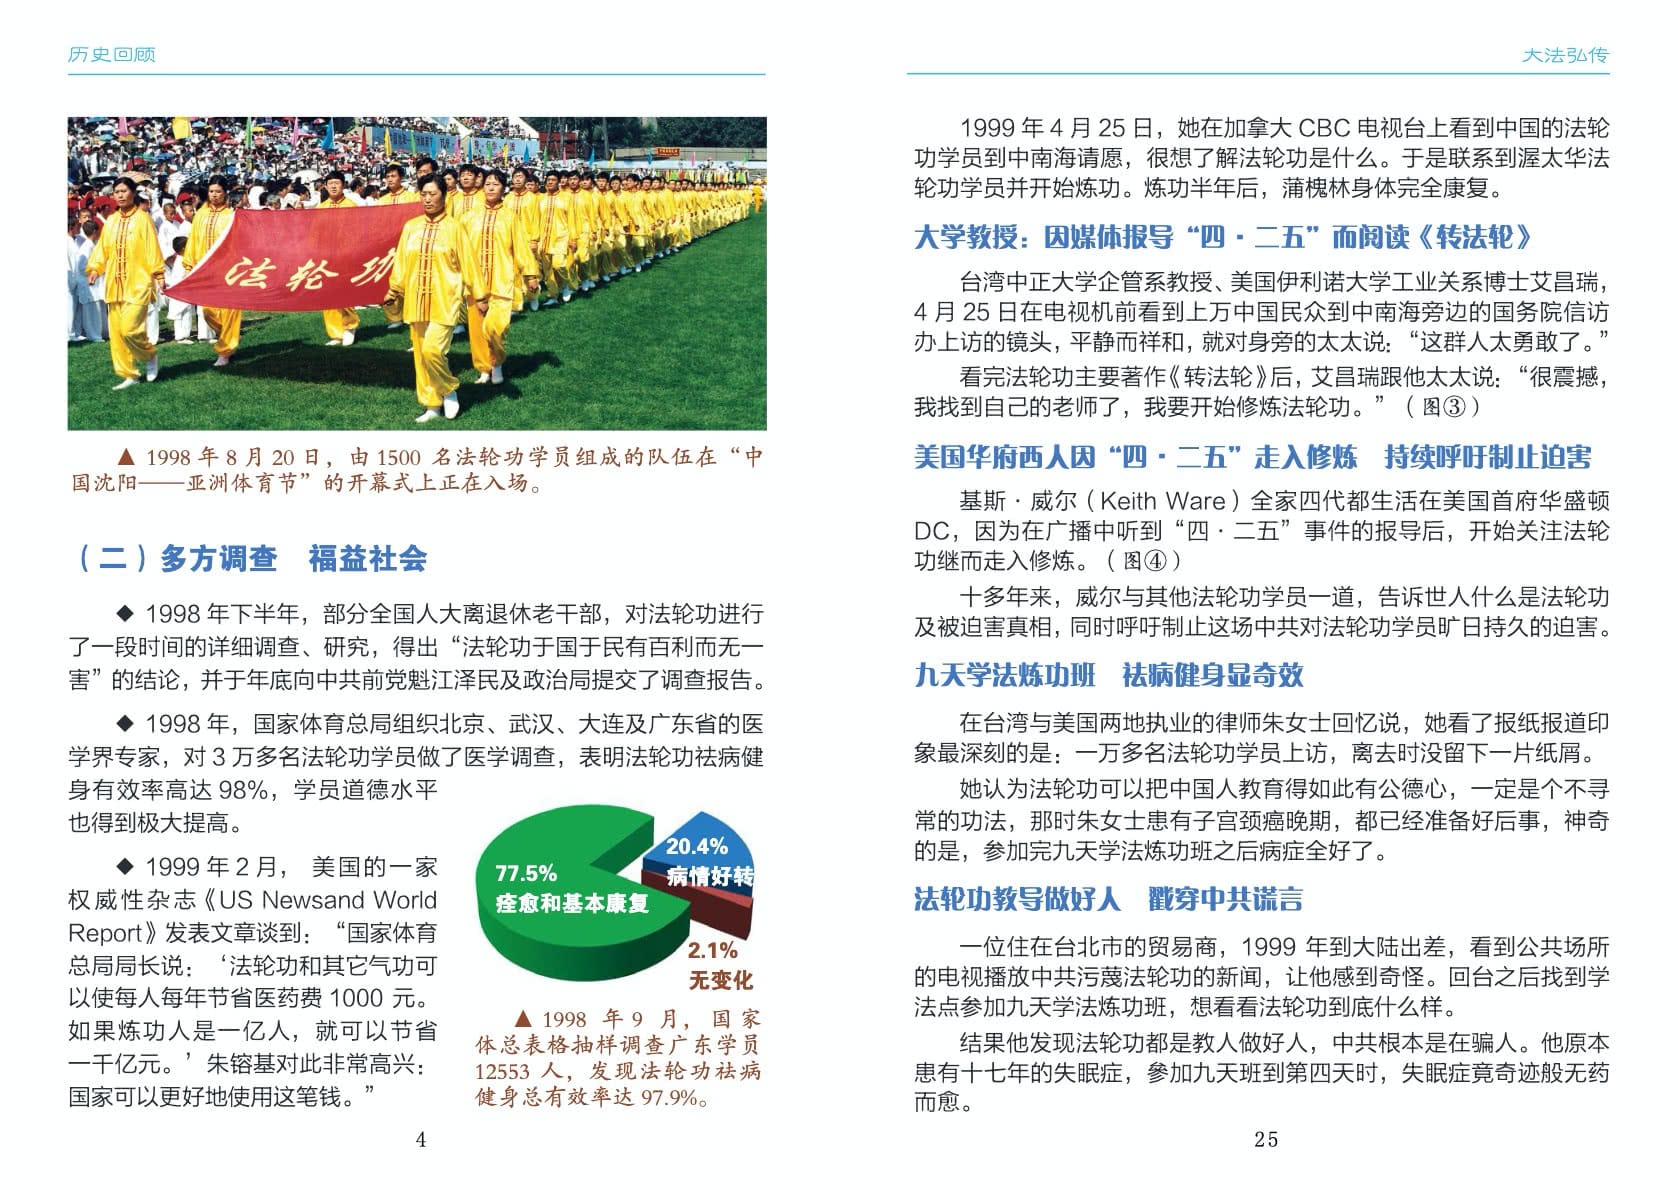 历史回顾
法轮功
▲ 1998 年 8 月 20 日，由 1500 名法轮功学员组成的队伍在“中
国沈阳——亚洲体育节”的开幕式上正在入场。
（二）多方调查 福益社会
◆ 1998 年下半年，部分全国人大离退休老干部，对法轮功进行
了一段时间的详细调查、研究，得出“法轮功于国于民有百利而无一
害”的结论，并于年底向中共前党魁江泽民及政治局提交了调查报告。
◆ 1998 年，国家体育总局组织北京、武汉、大连及广东省的医
学界专家，对 3 万多名法轮功学员做了医学调查，表明法轮功祛病健
身有效率高达 98%，学员道德水平
也得到极大提高。
◆ 1999 年 2 月， 美国的一家
权威性杂志《US Newsand World
Report》发表文章谈到：“国家体育
总局局长说：‘法轮功和其它气功可
以使每人每年节省医药费 1000 元。
如果炼功人是一亿人，就可以节省
一千亿元。’朱镕基对此非常高兴：
国家可以更好地使用这笔钱。”
77.5%
痊愈和基本康复
20.4%
病情好转
2.1%
无变化
▲ 1998 年 9 月，国家
体总表格抽样调查广东学员
12553 人，发现法轮功祛病
健身总有效率达 97.9%。
4
大法弘传
1999 年 4 月 25 日，她在加拿大 CBC 电视台上看到中国的法轮
功学员到中南海请愿，很想了解法轮功是什么。于是联系到渥太华法
轮功学员并开始炼功。炼功半年后，蒲槐林身体完全康复。
大学教授：因媒体报导“四·二五”而阅读《转法轮》
台湾中正大学企管系教授、美国伊利诺大学工业关系博士艾昌瑞，
4 月 25 日在电视机前看到上万中国民众到中南海旁边的国务院信访
办上访的镜头，平静而祥和，就对身旁的太太说：“这群人太勇敢了。”
看完法轮功主要著作《转法轮》后，艾昌瑞跟他太太说：“很震撼，
我找到自己的老师了，我要开始修炼法轮功。”（图③）
美国华府西人因“四·二五”走入修炼 持续呼吁制止迫害
基斯·威尔（Keith Ware）全家四代都生活在美国首府华盛顿
DC，因为在广播中听到“四·二五”事件的报导后，开始关注法轮
功继而走入修炼。（图④）
十多年来，威尔与其他法轮功学员一道，告诉世人什么是法轮功
及被迫害真相，同时呼吁制止这场中共对法轮功学员旷日持久的迫害。
九天学法炼功班 祛病健身显奇效
在台湾与美国两地执业的律师朱女士回忆说，她看了报纸报道印
象最深刻的是：一万多名法轮功学员上访，离去时没留下一片纸屑。
她认为法轮功可以把中国人教育得如此有公德心，一定是个不寻
常的功法，那时朱女士患有子宫颈癌晚期，都已经准备好后事，神奇
的是，参加完九天学法炼功班之后病症全好了。
法轮功教导做好人 戳穿中共谎言
一位住在台北市的贸易商，1999 年到大陆出差，看到公共场所
的电视播放中共污蔑法轮功的新闻，让他感到奇怪。回台之后找到学
法点参加九天学法炼功班，想看看法轮功到底什么样。
结果他发现法轮功都是教人做好人，中共根本是在骗人。他原本
患有十七年的失眠症，參加九天班到第四天时，失眠症竟奇迹般无药
而愈。
25